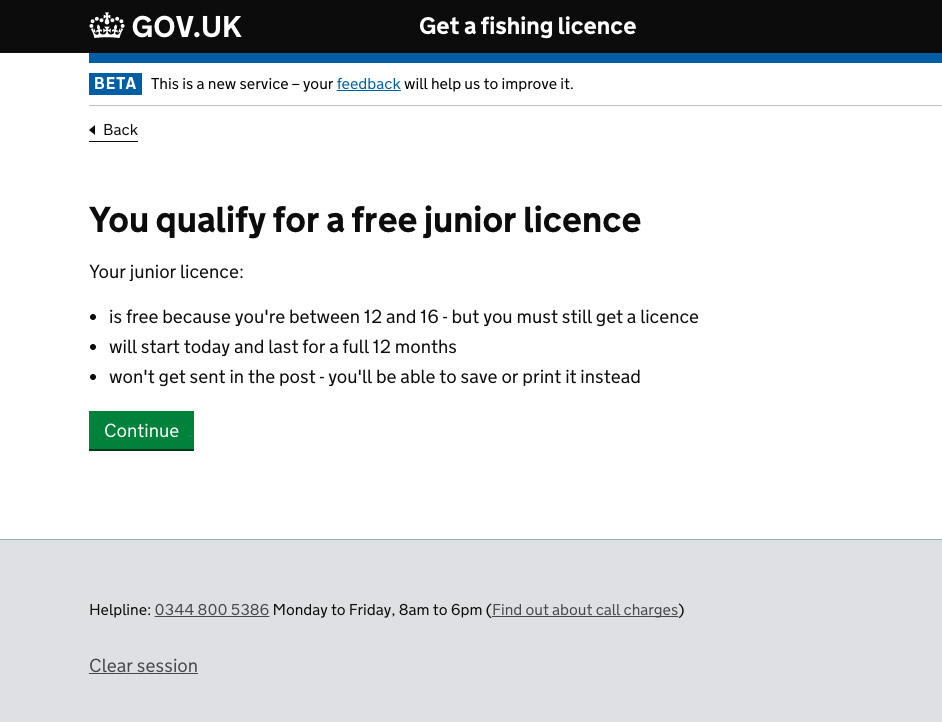 GOV.UK Get a fishing licence
BETA This is a new service – your feedback will help us to improve it.
Back
You qualify for a free junior licence
Your junior licence:
• is free because you're between 12 and 16 - but you must still get a licence
• will start today and last for a full 12 months
• won't get sent in the post - you'll be able to save or print it instead
Continue
Helpline: 0344 800 5386 Monday to Friday, 8am to 6pm (Find out about call charges)
Clear session